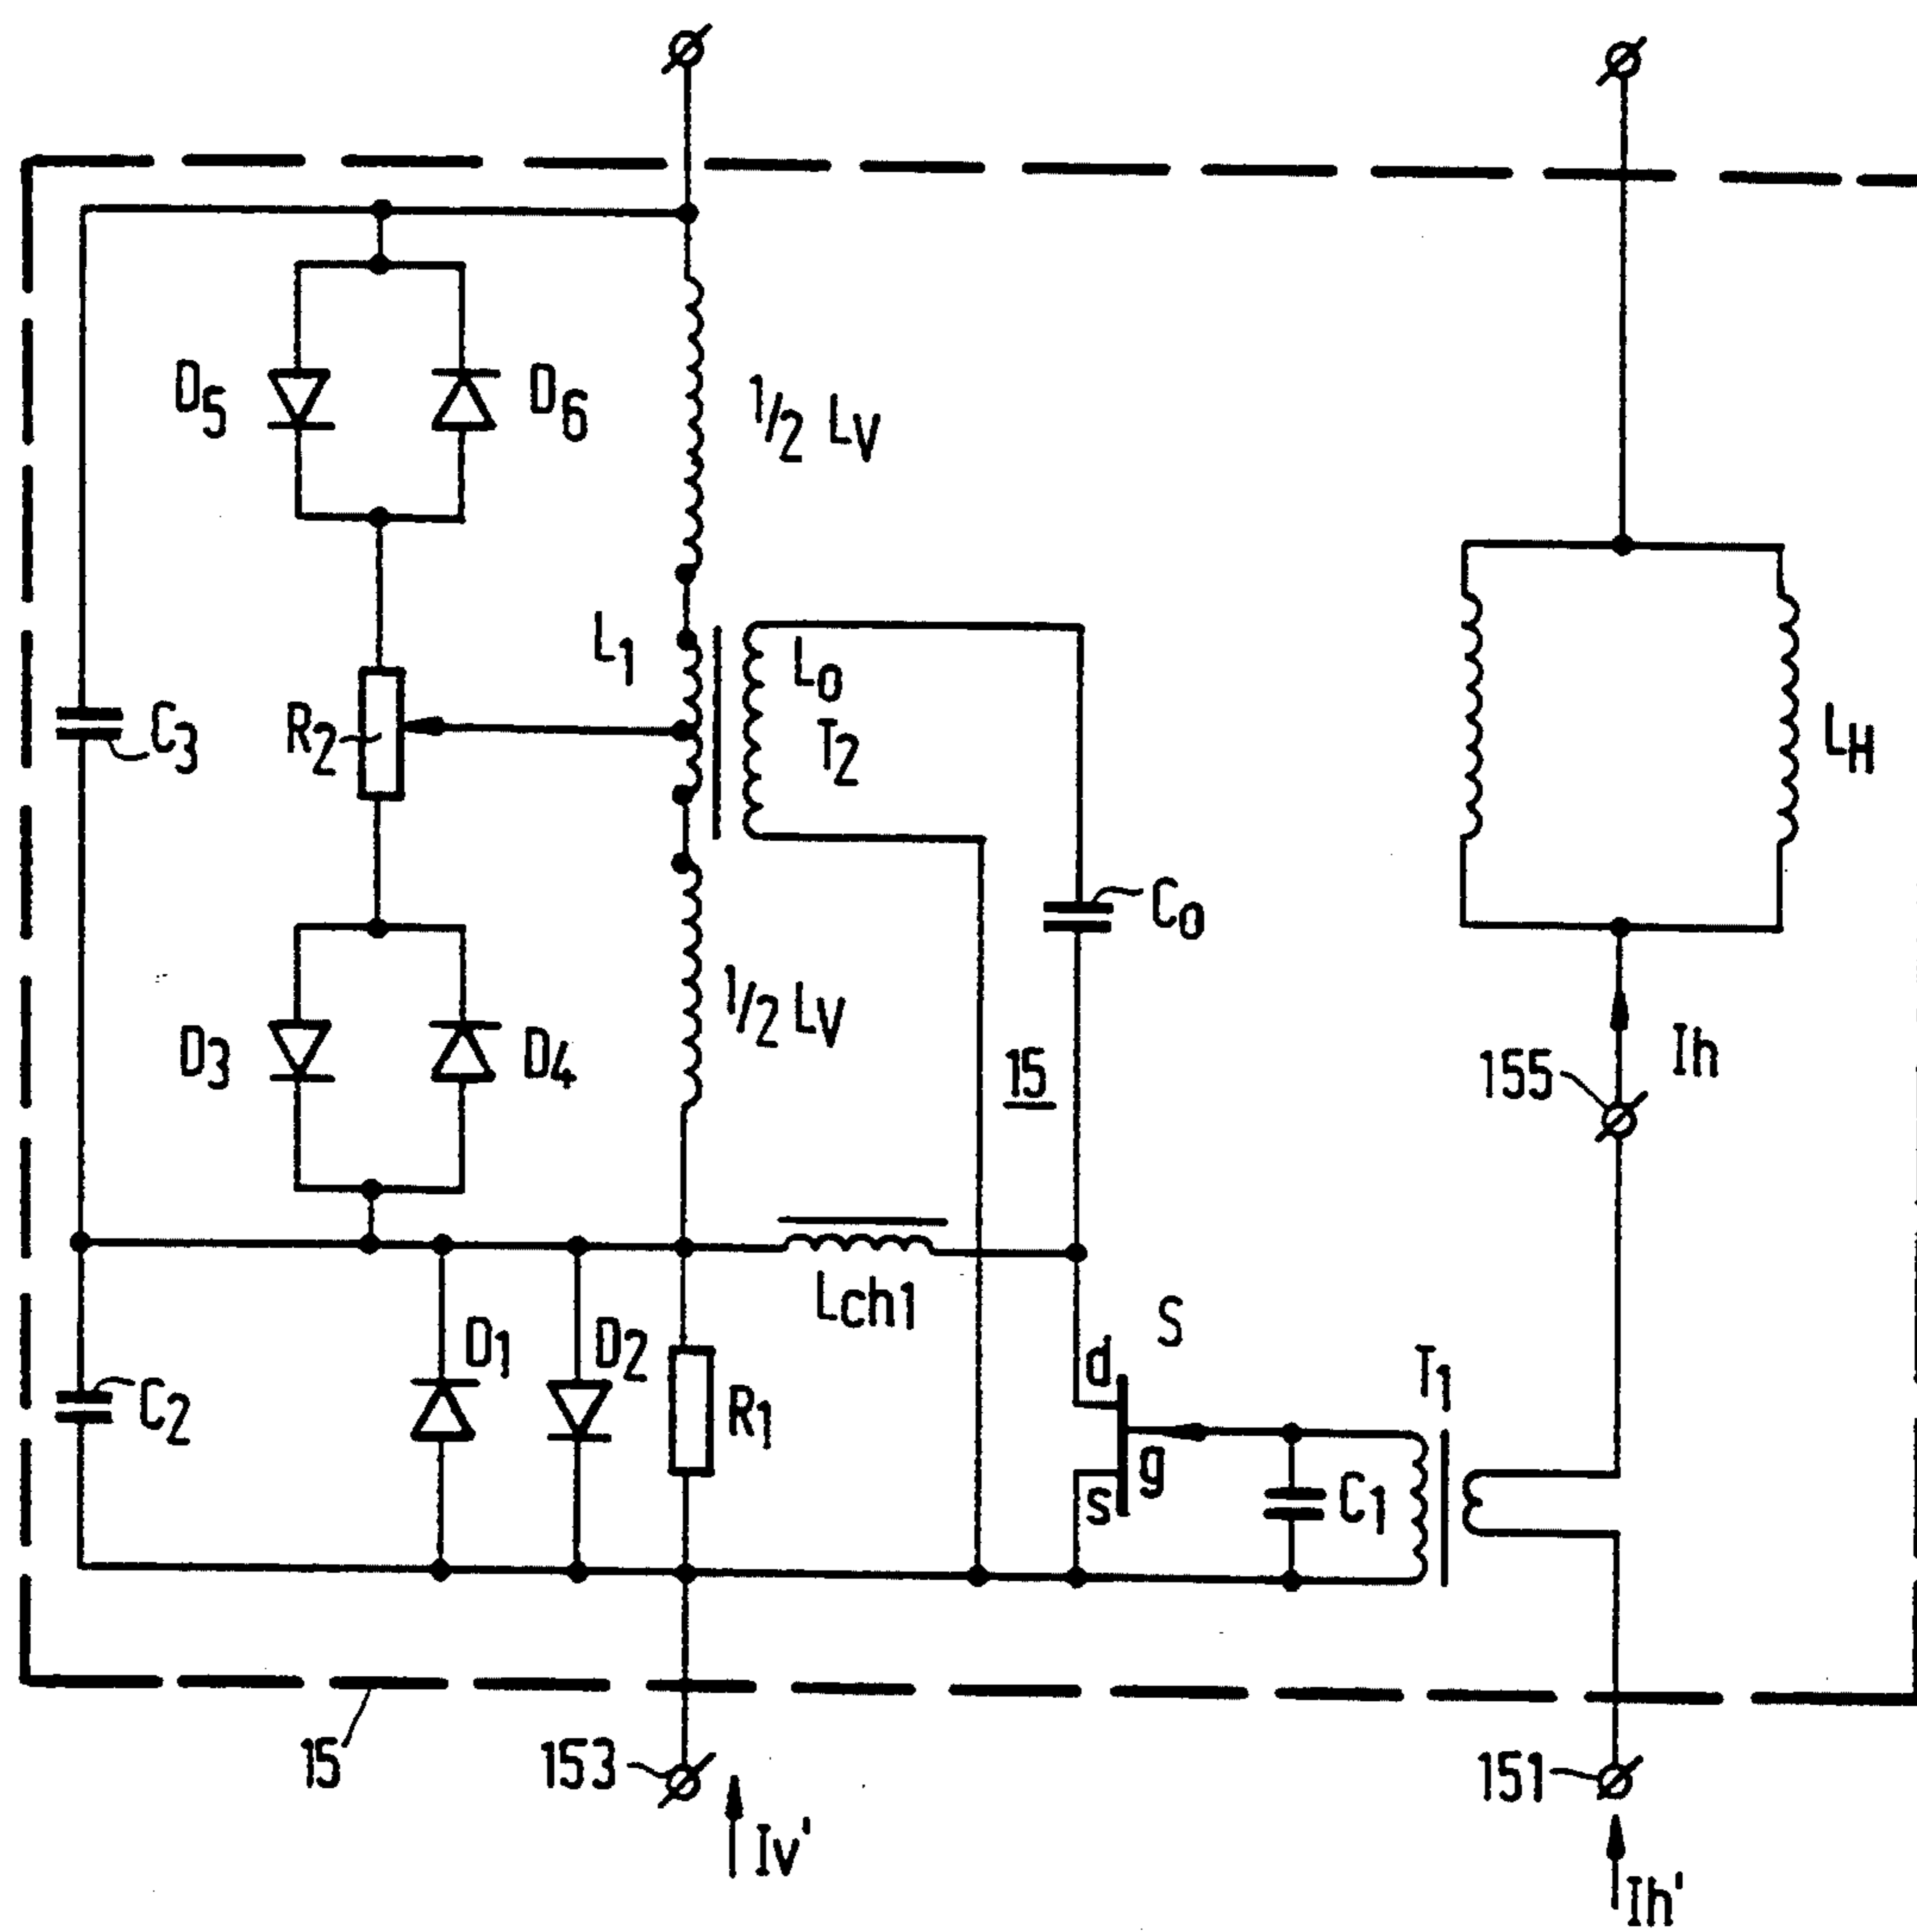 D5
D6
1/2 LV
L1
L0
T2
C3
R2
LH
C0
1/2 LV
D3
D4
15
155
Ih
Lch1
D1
D2
S
d
T1
C2
R1
g
s
C1
15
153
151
Iv'
Ih'